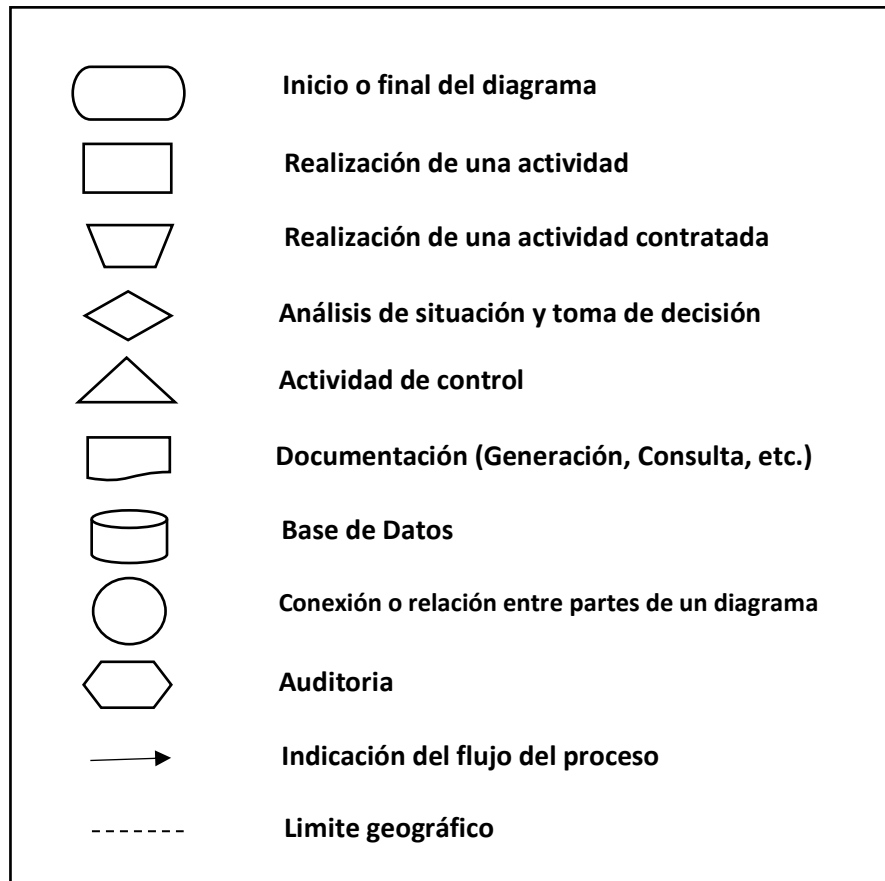 Inicio o final del diagrama
Realización de una actividad
Realización de una actividad contratada
Análisis de situación y toma de decisión
Actividad de control
Documentación (Generación, Consulta, etc.)
Base de Datos
Conexión o relación entre partes de un diagrama
Auditoria
Indicación del flujo del proceso
Limite geográfico